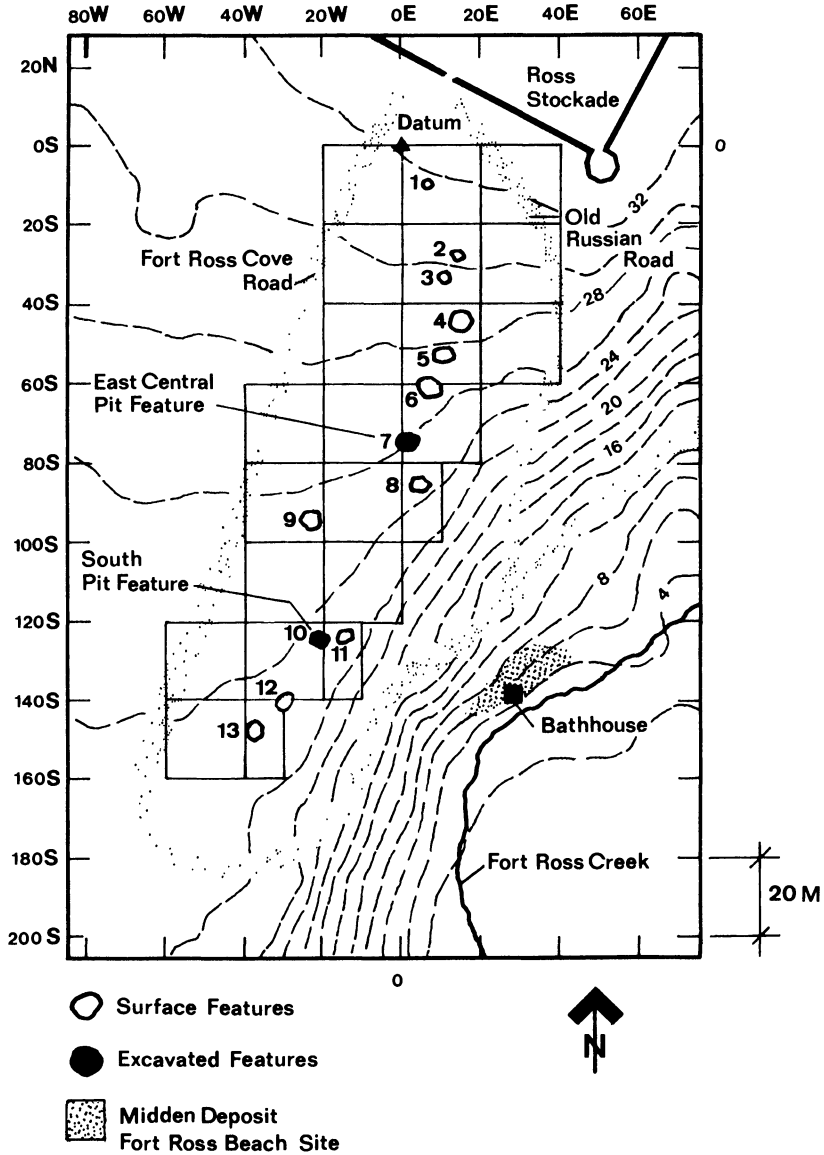 80W 60W 40W 20W 0E 20E 40E 60E
20N
Ross
Stockade
Datum
0S
0
1
32
20S
Old
Russian
Road
2
Fort Ross Cove
Road
3
28
40S
4
5
24
60S
East Central
Pit Feature
6
20
7
16
80S
8
9
100S
South
Pit Feature
8
4
120S
10
11
12
140S
13
Bathhouse
160S
180S
Fort Ross Creek
20 M
200 S
0
Surface Features
N
Excavated Features
Midden Deposit
Fort Ross Beach Site